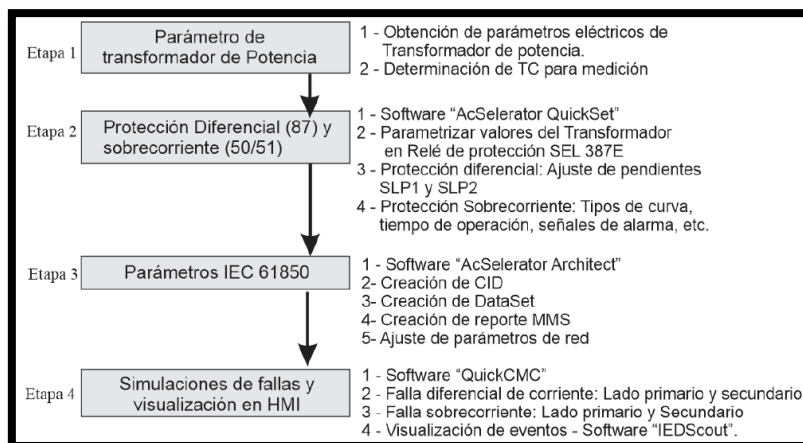 Etapa 1
Parámetro de
transformador de Potencia
1 - Obtención de parámetros eléctricos de
Transformador de potencia.
2 - Determinación de TC para medición
Etapa 2
Protección Diferencial (87) y
sobrecorriente (50/51)
1 - Software “AcSelerator QuickSet”
2 - Parametrizar valores del Transformador
en Relé de protección SEL 387E
3 - Protección diferencial: Ajuste de pendientes
SLP1 y SLP2
4 - Protección Sobrecorriente: Tipos de curva,
tiempo de operación, señales de alarma, etc.
Etapa 3
Parámetros IEC 61850
1 - Software “AcSelerator Architect”
2- Creación de CID
3- Creación de DataSet
4- Creación de reporte MMS
5- Ajuste de parámetros de red
Etapa 4
Simulaciones de fallas y
visualización en HMI
1 - Software “QuickCMC”
2 - Falla diferencial de corriente: Lado primario y secundario
3 - Falla sobrecorriente: Lado primario y Secundario
4 - Visualización de eventos - Software “IEDScout”.